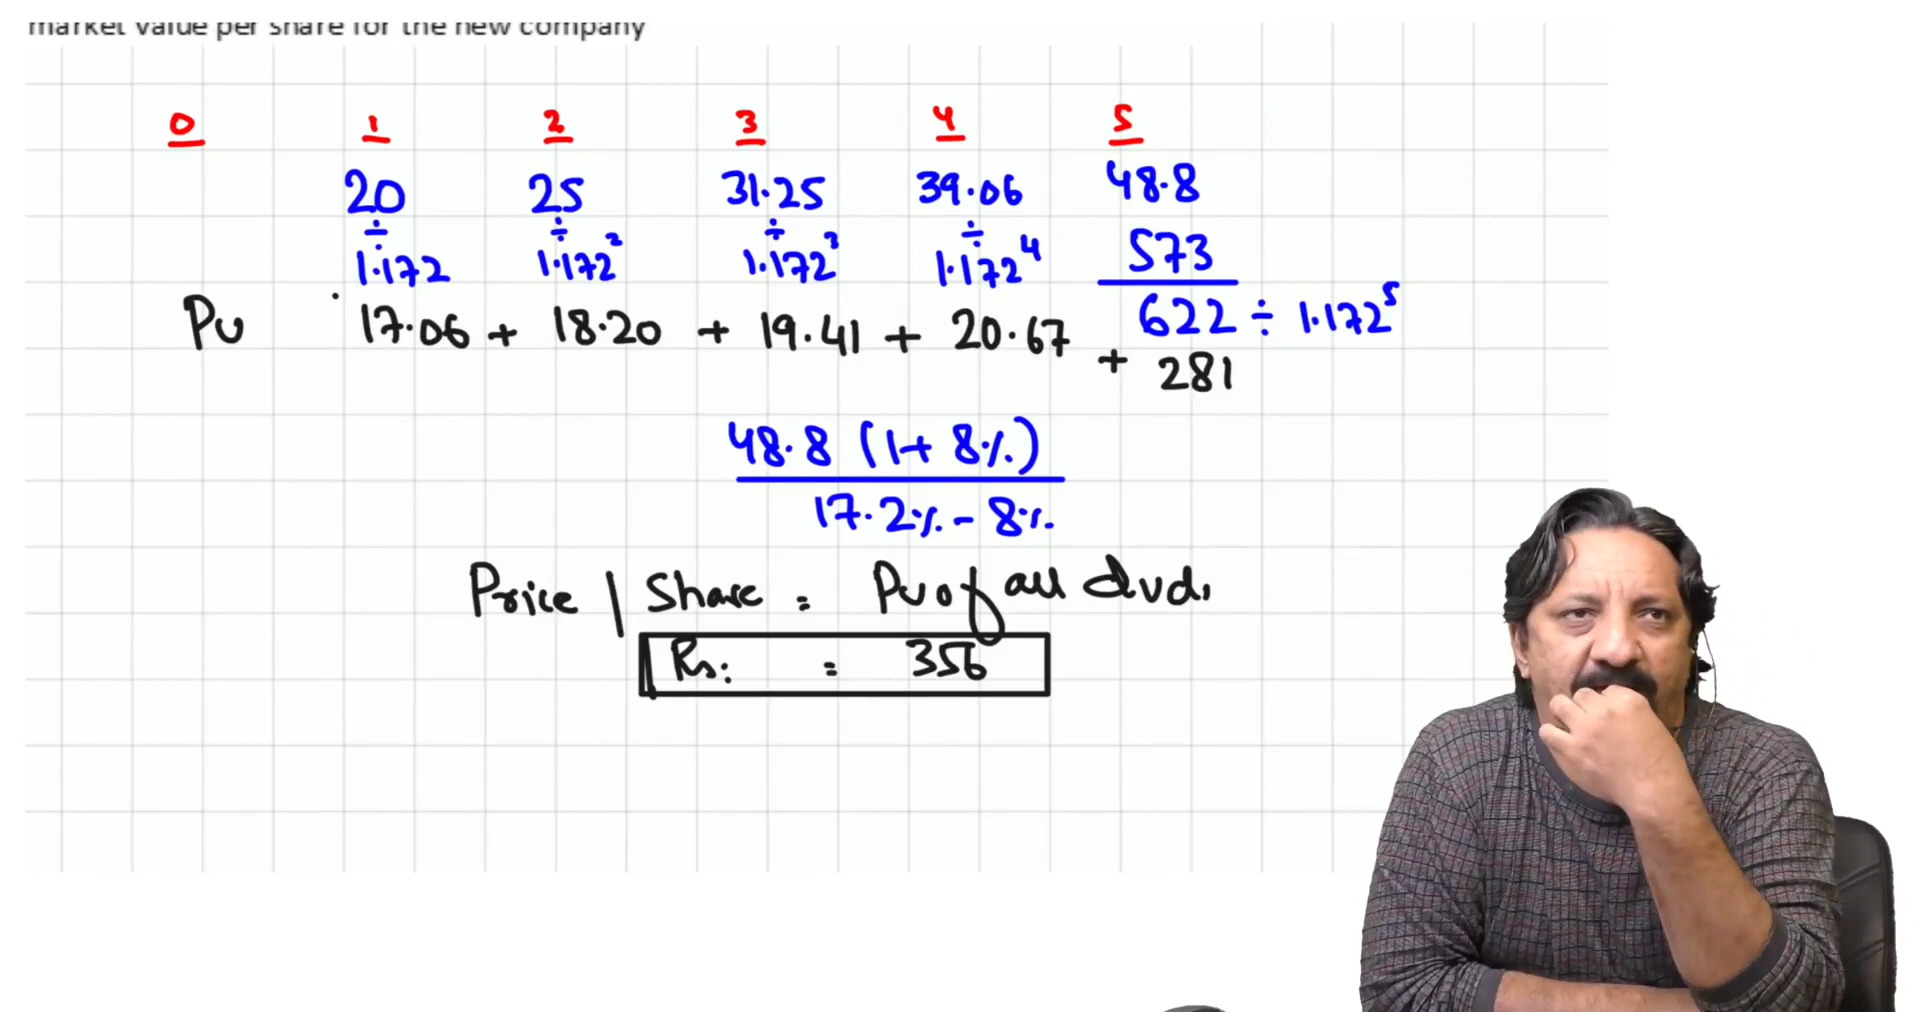 market value per share for the new company
0 1 2 3 4 5
20 25 31.25 39.06 48.8
÷ ÷ ÷ ÷ 573
1.172 1.172² 1.172³ 1.172⁴
622 ÷ 1.172⁵
Pv 17.06 + 18.20 + 19.41 + 20.67
+ 281
48.8 (1+ 8%)
17.2% - 8%
Price | Share = Pv of all dvds
Rs: = 356